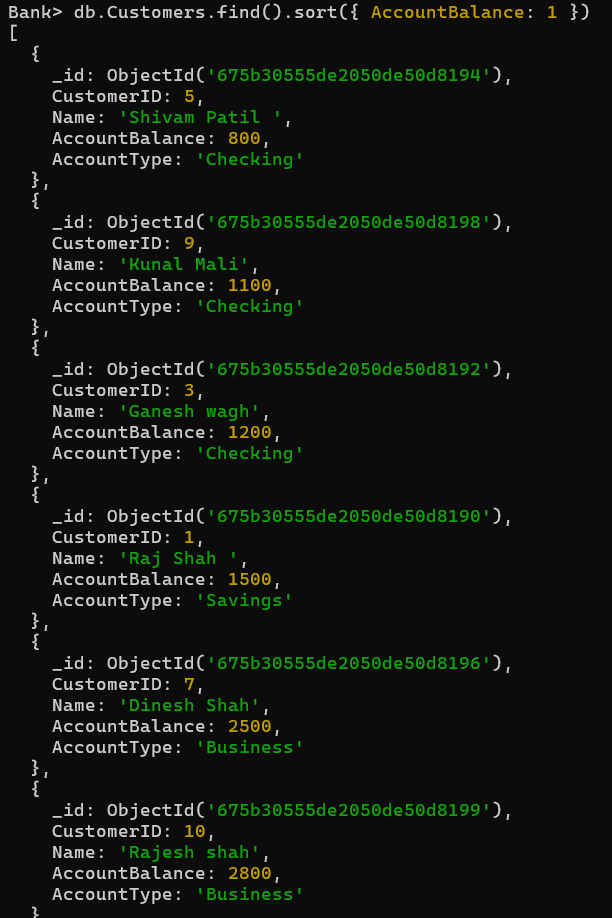 Bank> db.Customers.find().sort({ AccountBalance: 1 })
[
  {
    _id: ObjectId('675b30555de2050de50d8194'),
    CustomerID: 5,
    Name: 'Shivam Patil ',
    AccountBalance: 800,
    AccountType: 'Checking'
  },
  {
    _id: ObjectId('675b30555de2050de50d8198'),
    CustomerID: 9,
    Name: 'Kunal Mali',
    AccountBalance: 1100,
    AccountType: 'Checking'
  },
  {
    _id: ObjectId('675b30555de2050de50d8192'),
    CustomerID: 3,
    Name: 'Ganesh wagh',
    AccountBalance: 1200,
    AccountType: 'Checking'
  },
  {
    _id: ObjectId('675b30555de2050de50d8190'),
    CustomerID: 1,
    Name: 'Raj Shah ',
    AccountBalance: 1500,
    AccountType: 'Savings'
  },
  {
    _id: ObjectId('675b30555de2050de50d8196'),
    CustomerID: 7,
    Name: 'Dinesh Shah',
    AccountBalance: 2500,
    AccountType: 'Business'
  },
  {
    _id: ObjectId('675b30555de2050de50d8199'),
    CustomerID: 10,
    Name: 'Rajesh shah',
    AccountBalance: 2800,
    AccountType: 'Business'
  }